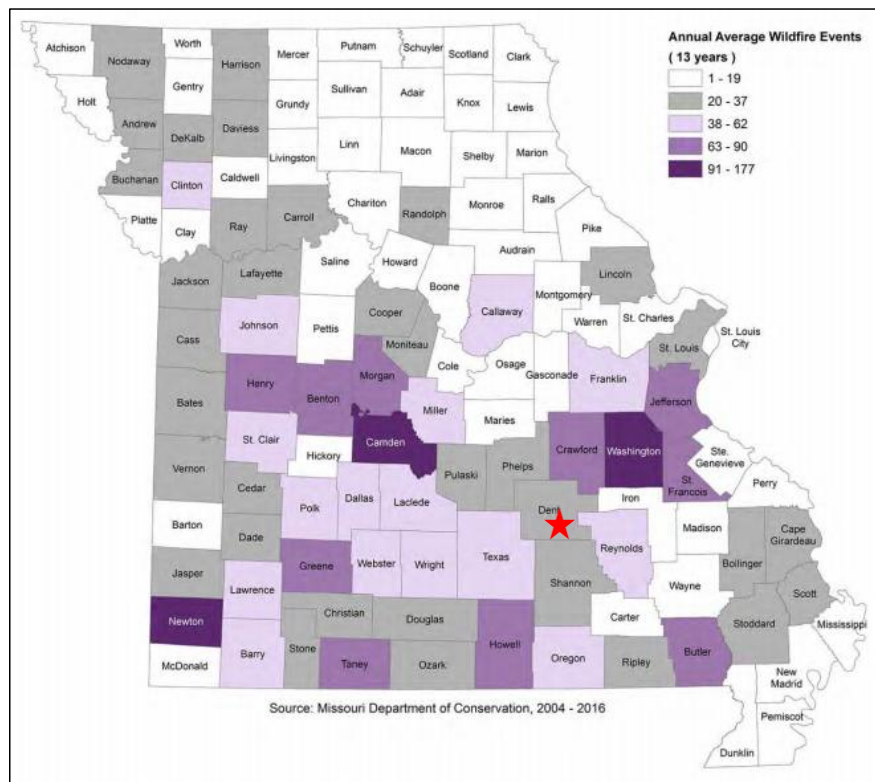 Annual Average Wildfire Events
( 13 years )
1 - 19
20 - 37
38 - 62
63 - 90
91 - 177
Atchison
Worth
Nodaway
Harrison
Mercer
Putnam
Schuyler
Scotland
Clark
Gentry
Holt
Sullivan
Adair
Knox
Lewis
Grundy
Andrew
DeKalb
Daviess
Linn
Macon
Shelby
Marion
Livingston
Buchanan
Clinton
Caldwell
Chariton
Randolph
Monroe
Ralls
Platte
Clay
Ray
Carroll
Pike
Saline
Howard
Audrain
Jackson
Lafayette
Boone
Lincoln
Cooper
Callaway
Montgomery
Warren
St. Charles
Johnson
Pettis
Cass
Moniteau
Cole
Osage
Gasconade
St. Louis
St. Louis
City
Franklin
Henry
Benton
Morgan
Miller
Jefferson
Bates
Maries
St. Clair
Camden
Crawford
Washington
Ste.
Genevieve
Hickory
Pulaski
Phelps
St
Francois
Perry
Vernon
Cedar
Polk
Dallas
Laclede
Dent
Iron
Madison
Cape
Girardeau
Barton
Dade
Texas
Reynolds
Bollinger
Jasper
Greene
Webster
Wright
Shannon
Wayne
Scott
Lawrence
Christian
Douglas
Carter
Stoddard
Mississippi
Newton
Howell
Butler
McDonald
Barry
Stone
Taney
Ozark
Oregon
Ripley
New
Madrid
Pemiscot
Dunklin
Source: Missouri Department of Conservation, 2004 - 2016